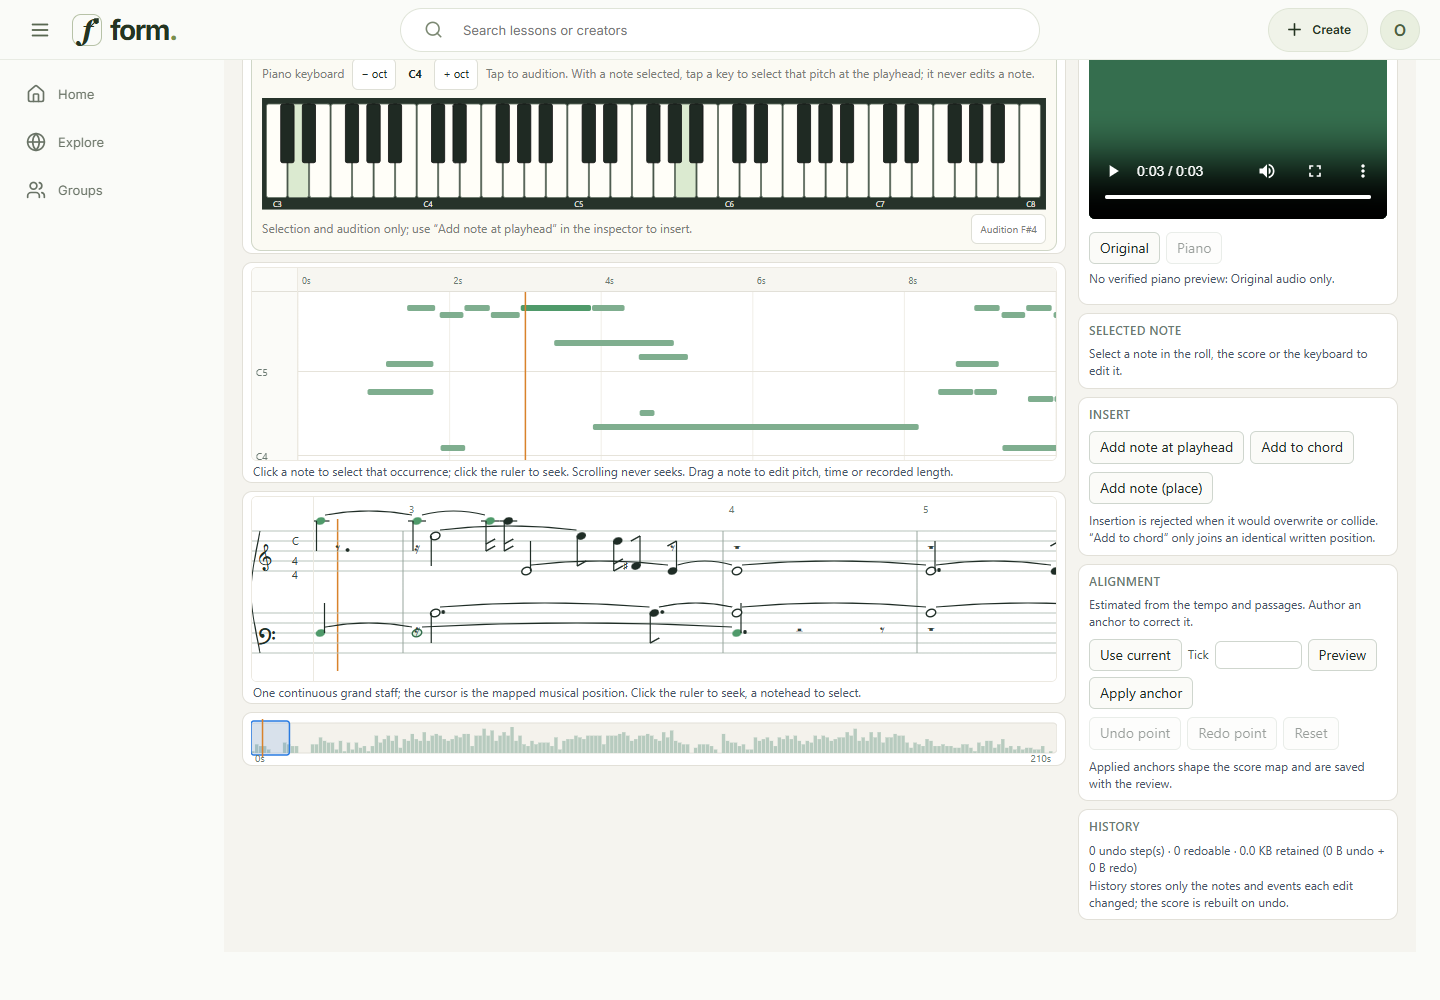 f form.
Search lessons or creators
Create
O
Home
Explore
Groups
Piano keyboard
− oct
C4
+ oct
Tap to audition. With a note selected, tap a key to select that pitch at the playhead; it never edits a note.
C3
C4
C5
C6
C7
C8
Selection and audition only; use “Add note at playhead” in the inspector to insert.
Audition F#4
0s
2s
4s
6s
8s
C5
C4
Click a note to select that occurrence; click the ruler to seek. Scrolling never seeks. Drag a note to edit pitch, time or recorded length.
3
4
5
C
4
4
One continuous grand staff; the cursor is the mapped musical position. Click the ruler to seek, a notehead to select.
0s
210s
0:03 / 0:03
Original
Piano
No verified piano preview: Original audio only.
SELECTED NOTE
Select a note in the roll, the score or the keyboard to
edit it.
INSERT
Add note at playhead
Add to chord
Add note (place)
Insertion is rejected when it would overwrite or collide.
“Add to chord” only joins an identical written position.
ALIGNMENT
Estimated from the tempo and passages. Author an
anchor to correct it.
Use current
Tick
Preview
Apply anchor
Undo point
Redo point
Reset
Applied anchors shape the score map and are saved
with the review.
HISTORY
0 undo step(s) · 0 redoable · 0.0 KB retained (0 B undo +
0 B redo)
History stores only the notes and events each edit
changed; the score is rebuilt on undo.